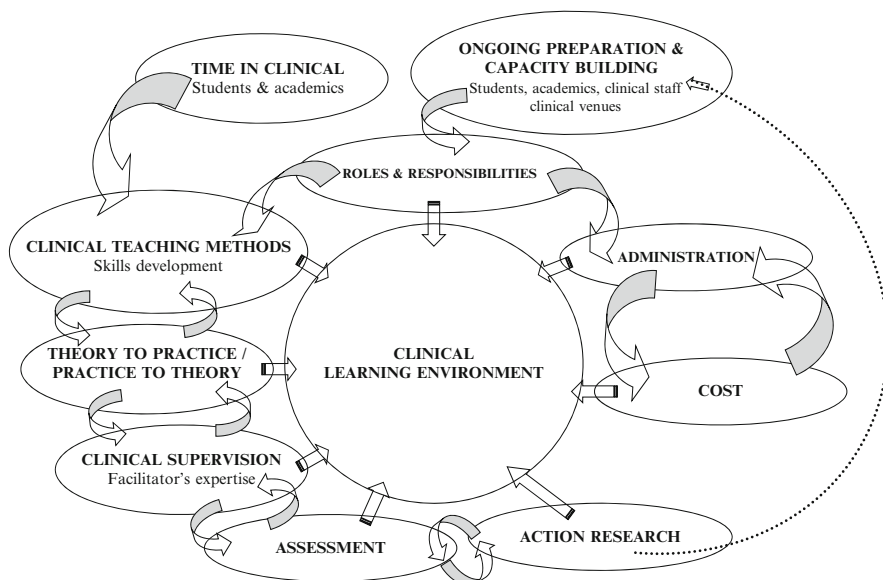 TIME IN CLINICAL
Students & academics
ONGOING PREPARATION &
CAPACITY BUILDING
Students, academics, clinical staff
clinical venues
ROLES & RESPONSIBILITIES
CLINICAL TEACHING METHODS
Skills development
ADMINISTRATION
THEORY TO PRACTICE /
PRACTICE TO THEORY
CLINICAL
LEARNING ENVIRONMENT
COST
CLINICAL SUPERVISION
Facilitator's expertise
ASSESSMENT
ACTION RESEARCH